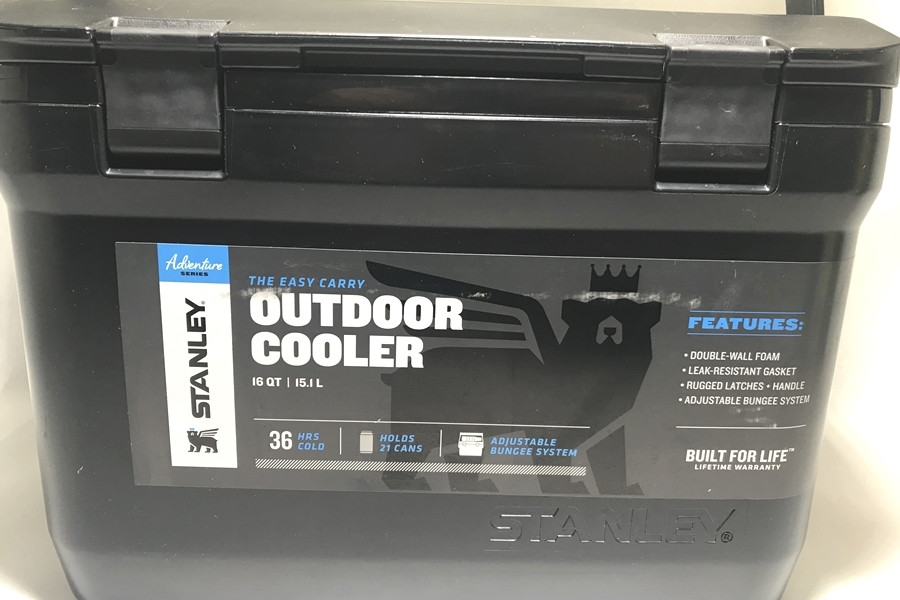 Adventure
SERIES
STANLEY®
THE EASY CARRY
OUTDOOR
COOLER
16 QT | 15.1 L
36 HRS
COLD
HOLDS
21 CANS
ADJUSTABLE
BUNGEE SYSTEM
FEATURES:
• DOUBLE-WALL FOAM
• LEAK-RESISTANT GASKET
• RUGGED LATCHES + HANDLE
• ADJUSTABLE BUNGEE SYSTEM
BUILT FOR LIFE™
LIFETIME WARRANTY
STANLEY®